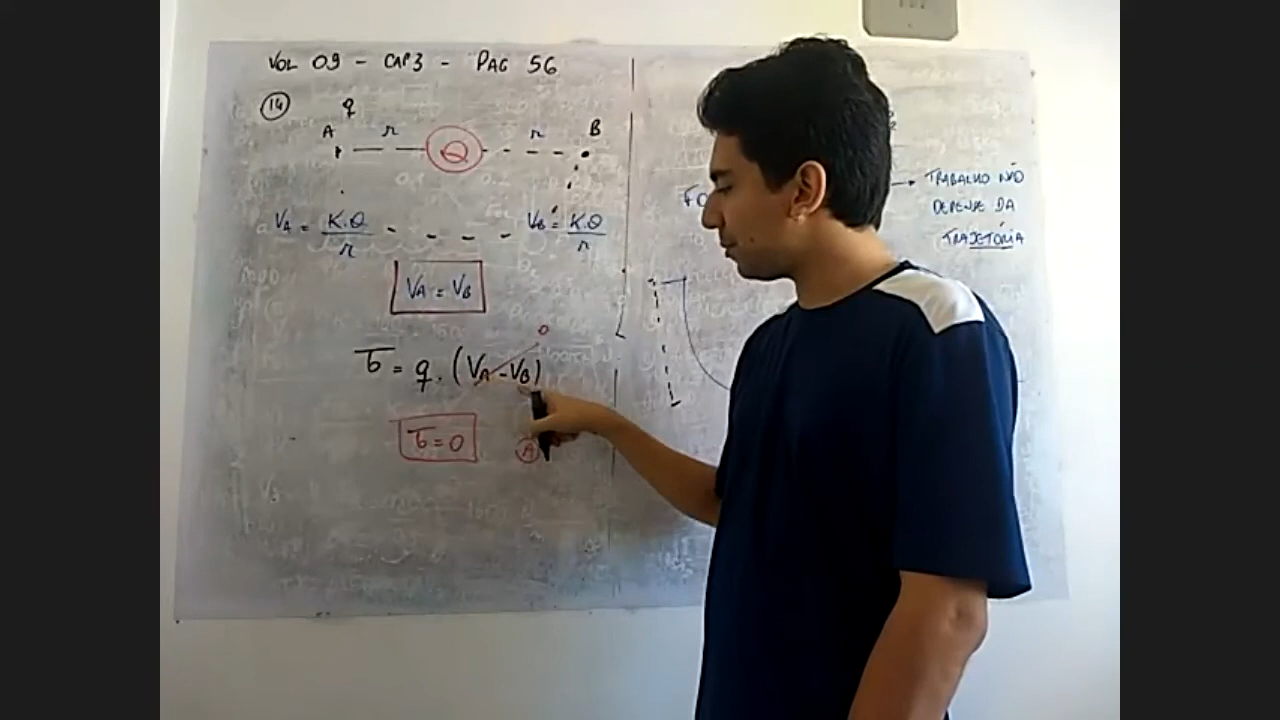 VOL 09 - CAP3 - PAG 56
14
q
A r Q r B
VA = K.Q / r
VB = K.Q / r
VA = VB
0
τ = q . (VA - VB)
τ = 0
A
FO
→ TRABALHO NÃO
DEPENDE DA
TRAJETÓRIA